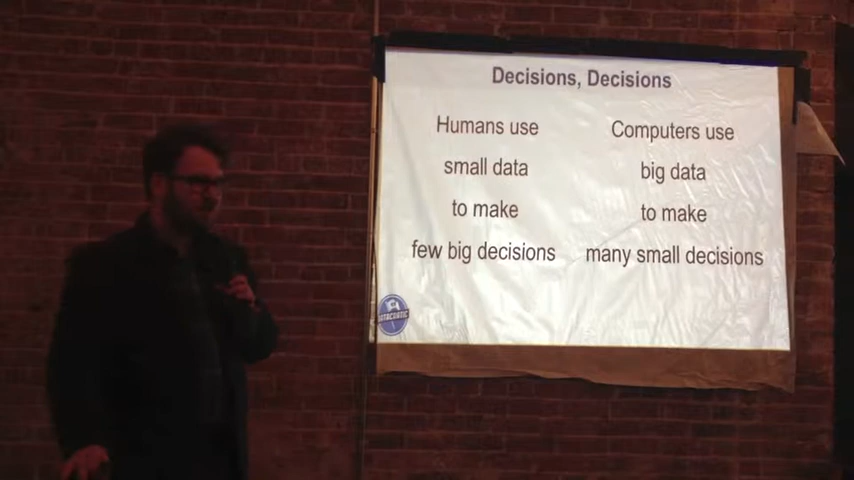 Decisions, Decisions
Humans use
small data
to make
few big decisions
Computers use
big data
to make
many small decisions
DATACRATIC